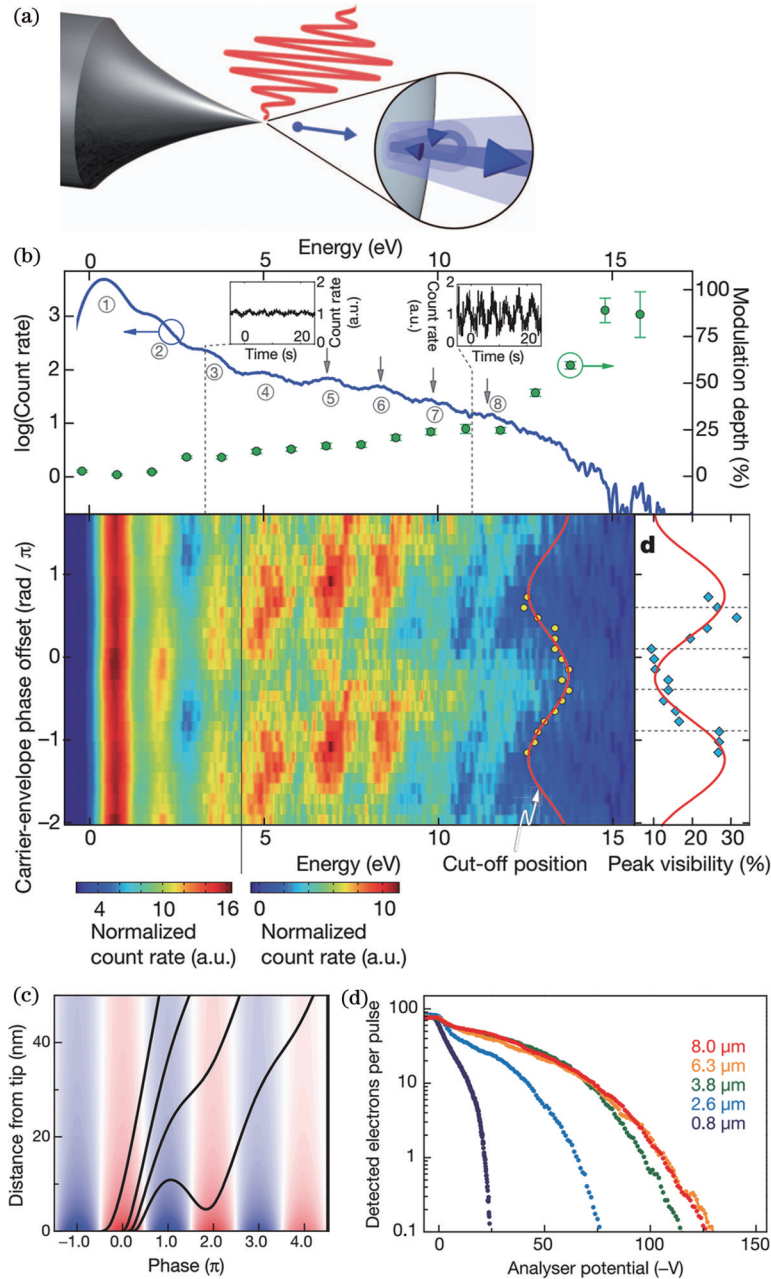 (a)
(b)
Energy (eV)
0 5 10 15
log(Count rate)
3
2
1
0
Modulation depth
(%)
100
75
50
25
0
2
1
0
Count rate
(a.u.)
0 20
Time (s)
2
1
0
Count rate
(a.u.)
0 20
Time (s)
① ② ③ ④ ⑤ ⑥ ⑦ ⑧
Carrier-envelope phase offset (rad / π)
1
0
−1
−2
0 5 10 15
Energy (eV)
Cut-off position
d
10 20 30
Peak visibility (%)
4 10 16
Normalized
count rate (a.u.)
0 10
Normalized
count rate (a.u.)
(c)
Distance from tip (nm)
40
20
0
−1.0 0.0 1.0 2.0 3.0 4.0
Phase (π)
(d)
Detected electrons per pulse
100
10
1
0.1
8.0 μm
6.3 μm
3.8 μm
2.6 μm
0.8 μm
0 50 100 150
Analyser potential (−V)